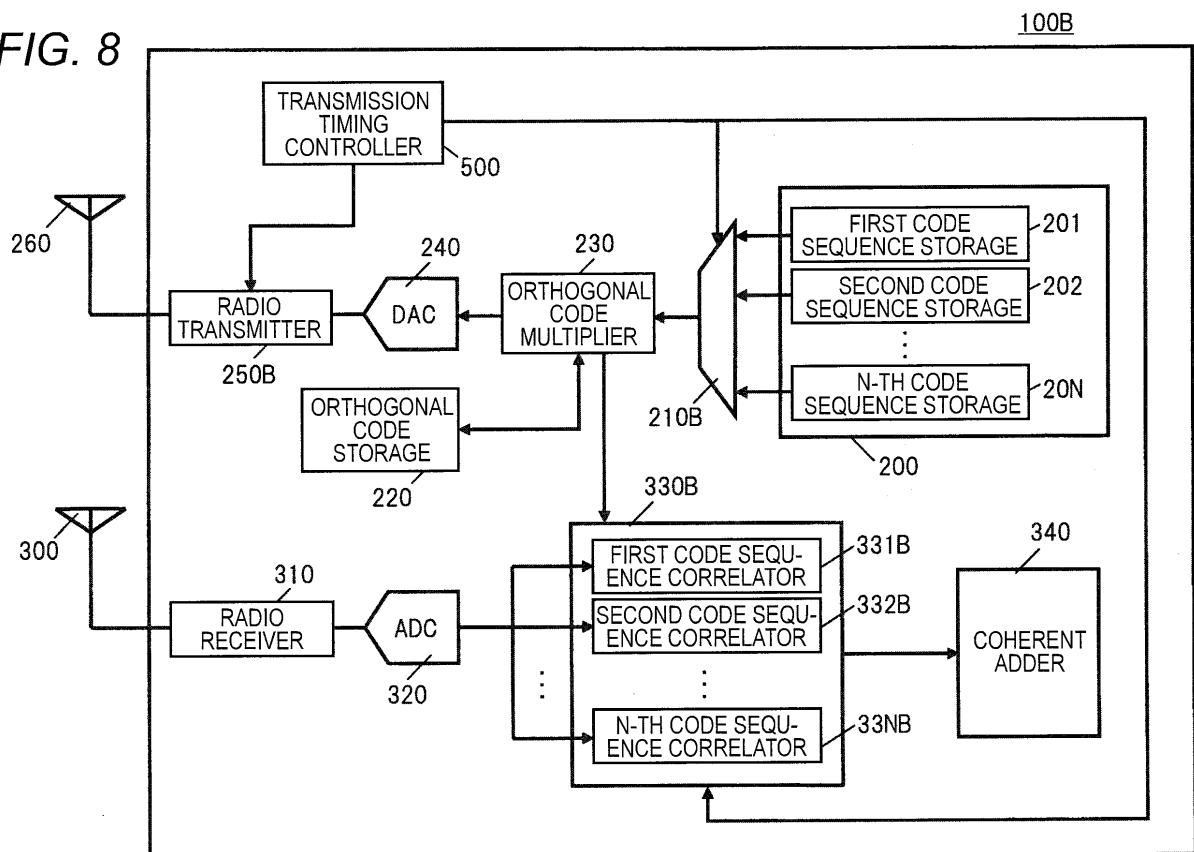 100B
FIG. 8
TRANSMISSION
TIMING
CONTROLLER
500
260
FIRST CODE
SEQUENCE STORAGE
201
240
230
SECOND CODE
SEQUENCE STORAGE
202
RADIO
TRANSMITTER
DAC
ORTHOGONAL
CODE
MULTIPLIER
250B
N-TH CODE
SEQUENCE STORAGE
20N
210B
ORTHOGONAL
CODE
STORAGE
200
220
330B
300
FIRST CODE SEQU-
ENCE CORRELATOR
331B
340
310
RADIO
RECEIVER
ADC
SECOND CODE SEQU-
ENCE CORRELATOR
332B
COHERENT
ADDER
320
N-TH CODE SEQU-
ENCE CORRELATOR
33NB